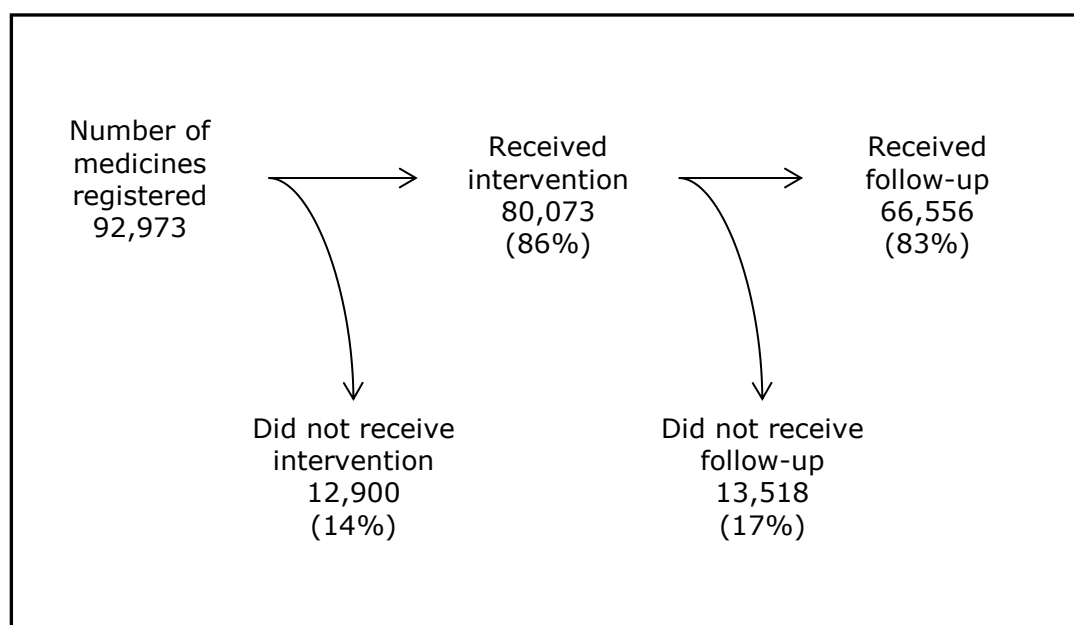 Number of
medicines
registered
92,973
Received
intervention
80,073
(86%)
Received
follow-up
66,556
(83%)
Did not receive
intervention
12,900
(14%)
Did not receive
follow-up
13,518
(17%)